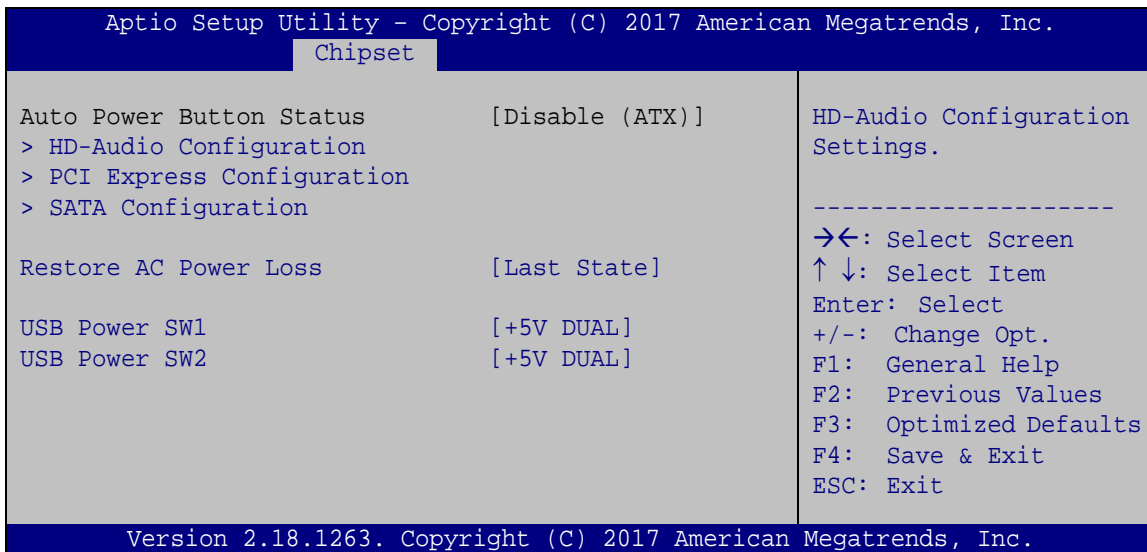 Aptio Setup Utility – Copyright (C) 2017 American Megatrends, Inc.
Chipset
Auto Power Button Status [Disable (ATX)]
> HD-Audio Configuration
> PCI Express Configuration
> SATA Configuration
Restore AC Power Loss [Last State]
USB Power SW1 [+5V DUAL]
USB Power SW2 [+5V DUAL]
HD-Audio Configuration
Settings.
---------------------
→←: Select Screen
↑ ↓: Select Item
Enter: Select
+/-: Change Opt.
F1: General Help
F2: Previous Values
F3: Optimized Defaults
F4: Save & Exit
ESC: Exit
Version 2.18.1263. Copyright (C) 2017 American Megatrends, Inc.